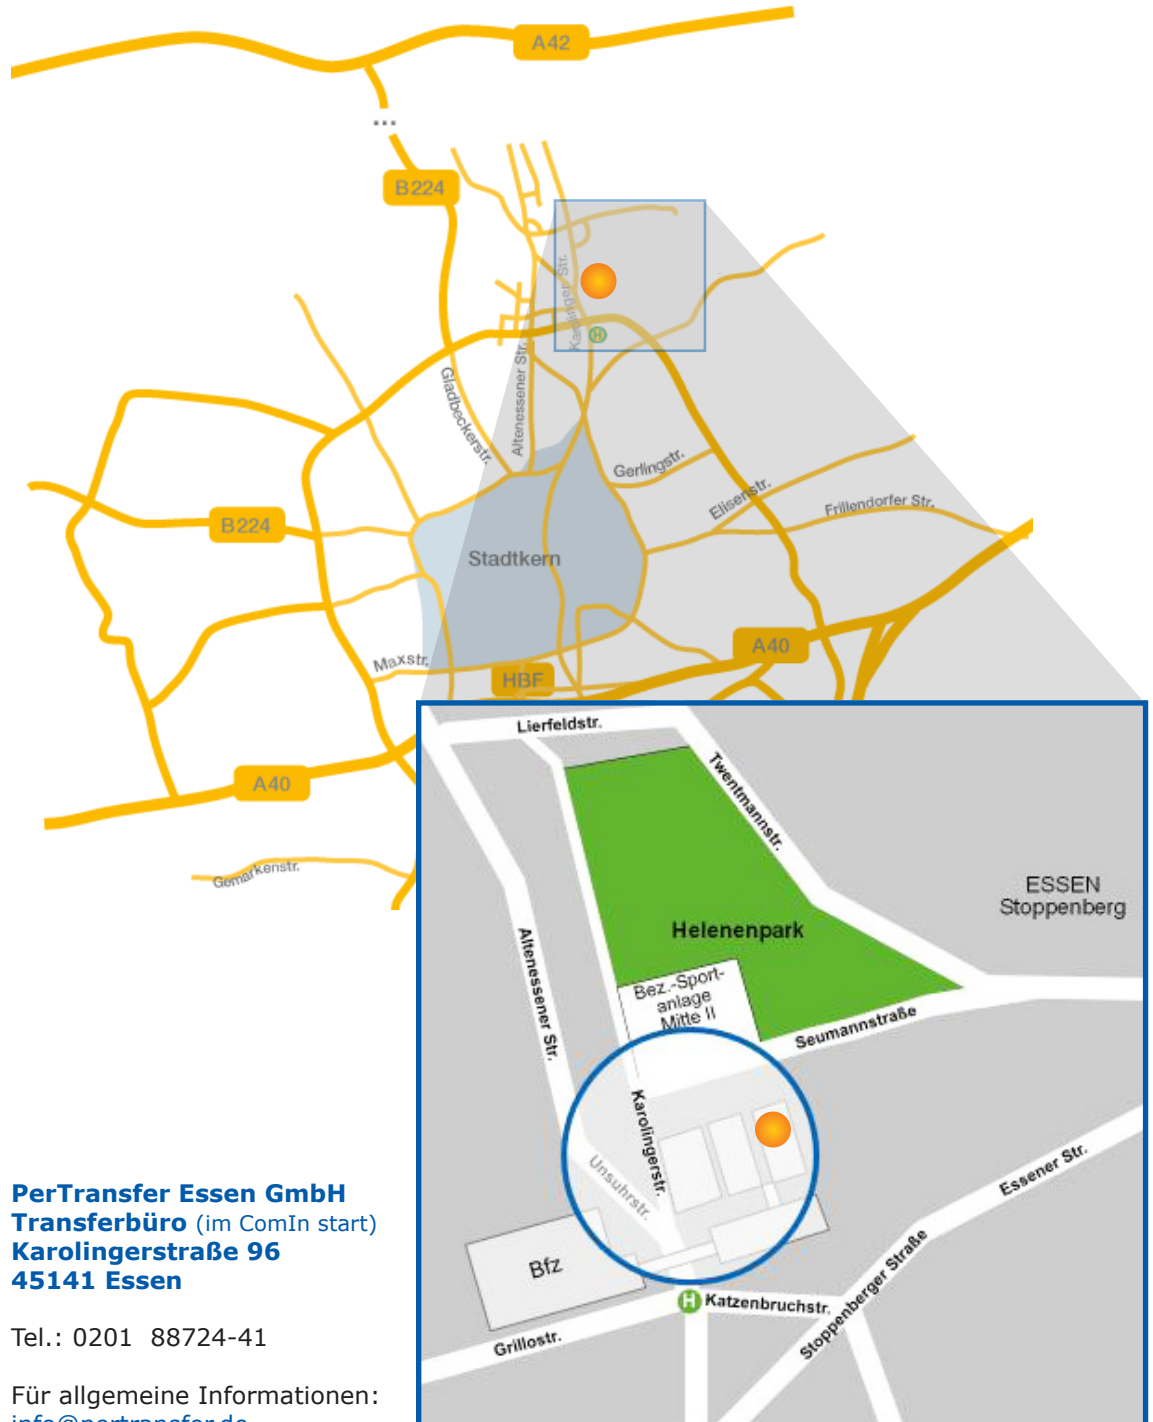 A42
...
B224
Karolinger Str.
H
Altenessener Str.
Gladbeckerstr.
Gerlingstr.
Elisenstr.
Frillendorfer Str.
B224
Stadtkern
Maxstr.
HBF
A40
A40
Gemarkenstr.
Lierfeldstr.
Twentmannstr.
ESSEN
Stoppenberg
Helenenpark
Altenessener Str.
Bez.-Sport-
anlage
Mitte II
Seumannstraße
Karolingerstr.
Unsuhrstr.
Essener Str.
Bfz
H Katzenbruchstr.
Stoppenberger Straße
Grillostr.
PerTransfer Essen GmbH
Transferbüro (im ComIn start)
Karolingerstraße 96
45141 Essen
Tel.: 0201 88724-41
Für allgemeine Informationen:
info@pertransfer.de